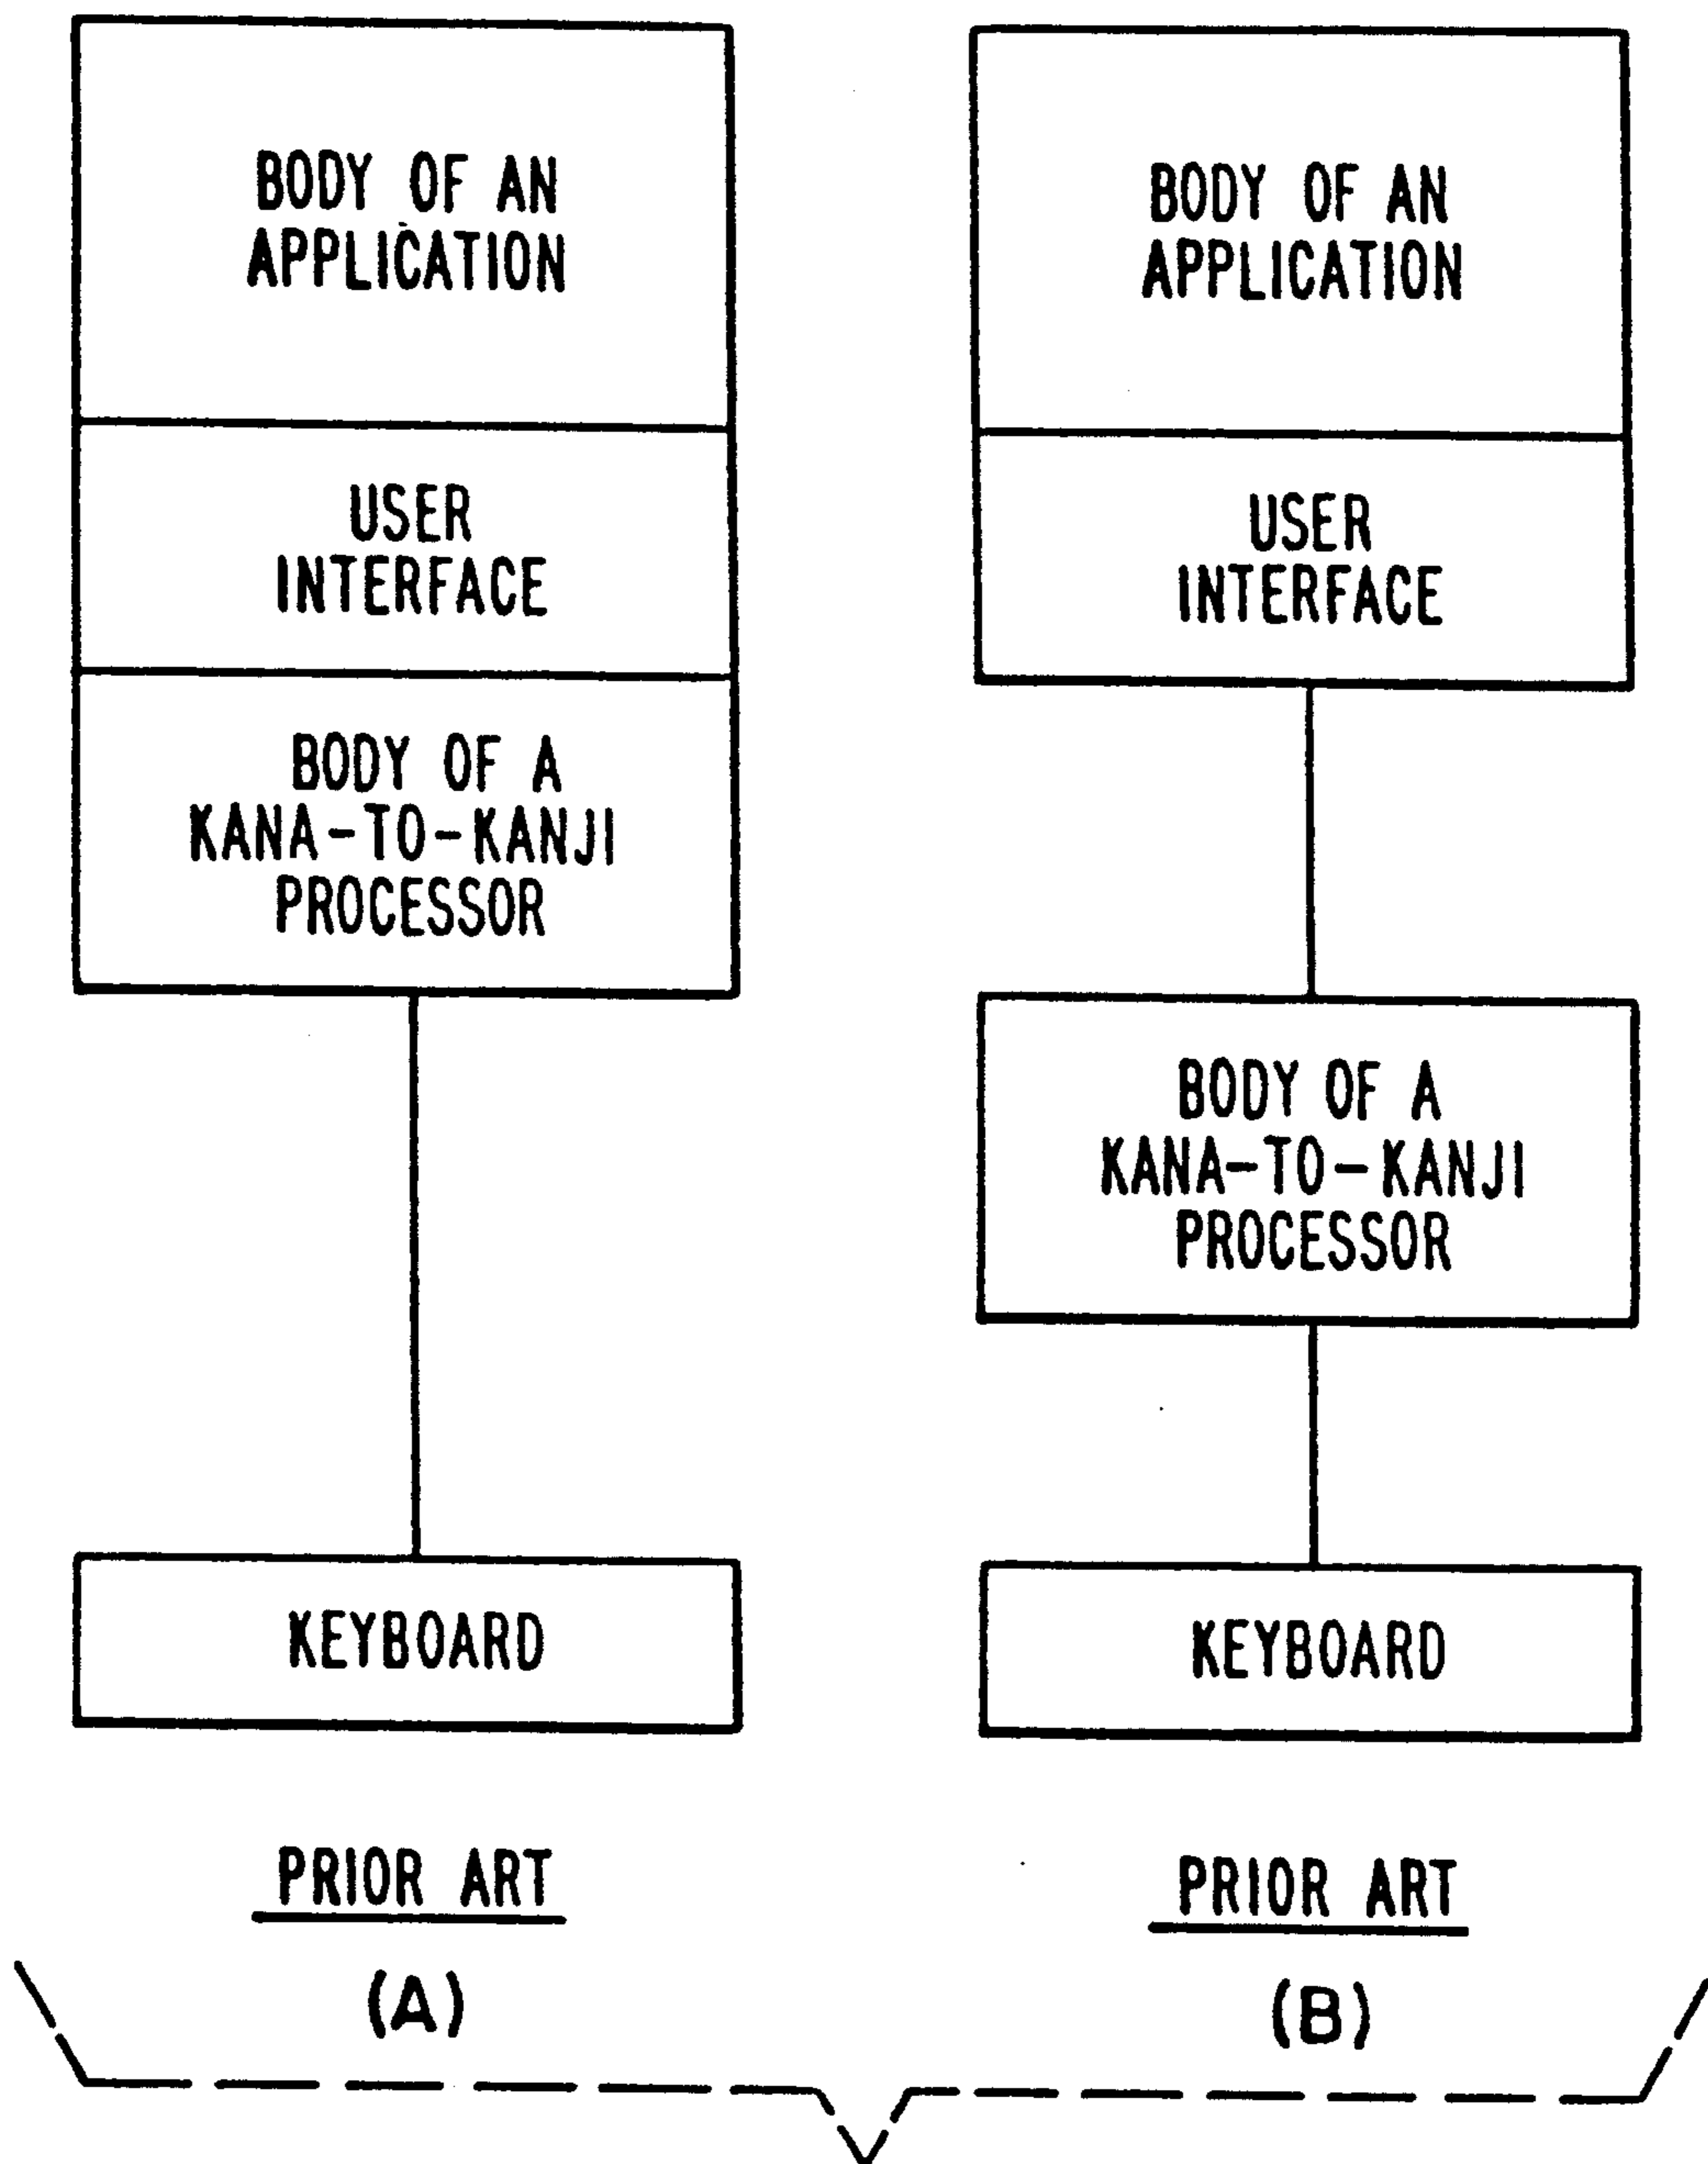 BODY OF AN
APPLICATION
USER
INTERFACE
BODY OF A
KANA-TO-KANJI
PROCESSOR
KEYBOARD
PRIOR ART
(A)
BODY OF AN
APPLICATION
USER
INTERFACE
BODY OF A
KANA-TO-KANJI
PROCESSOR
KEYBOARD
PRIOR ART
(B)